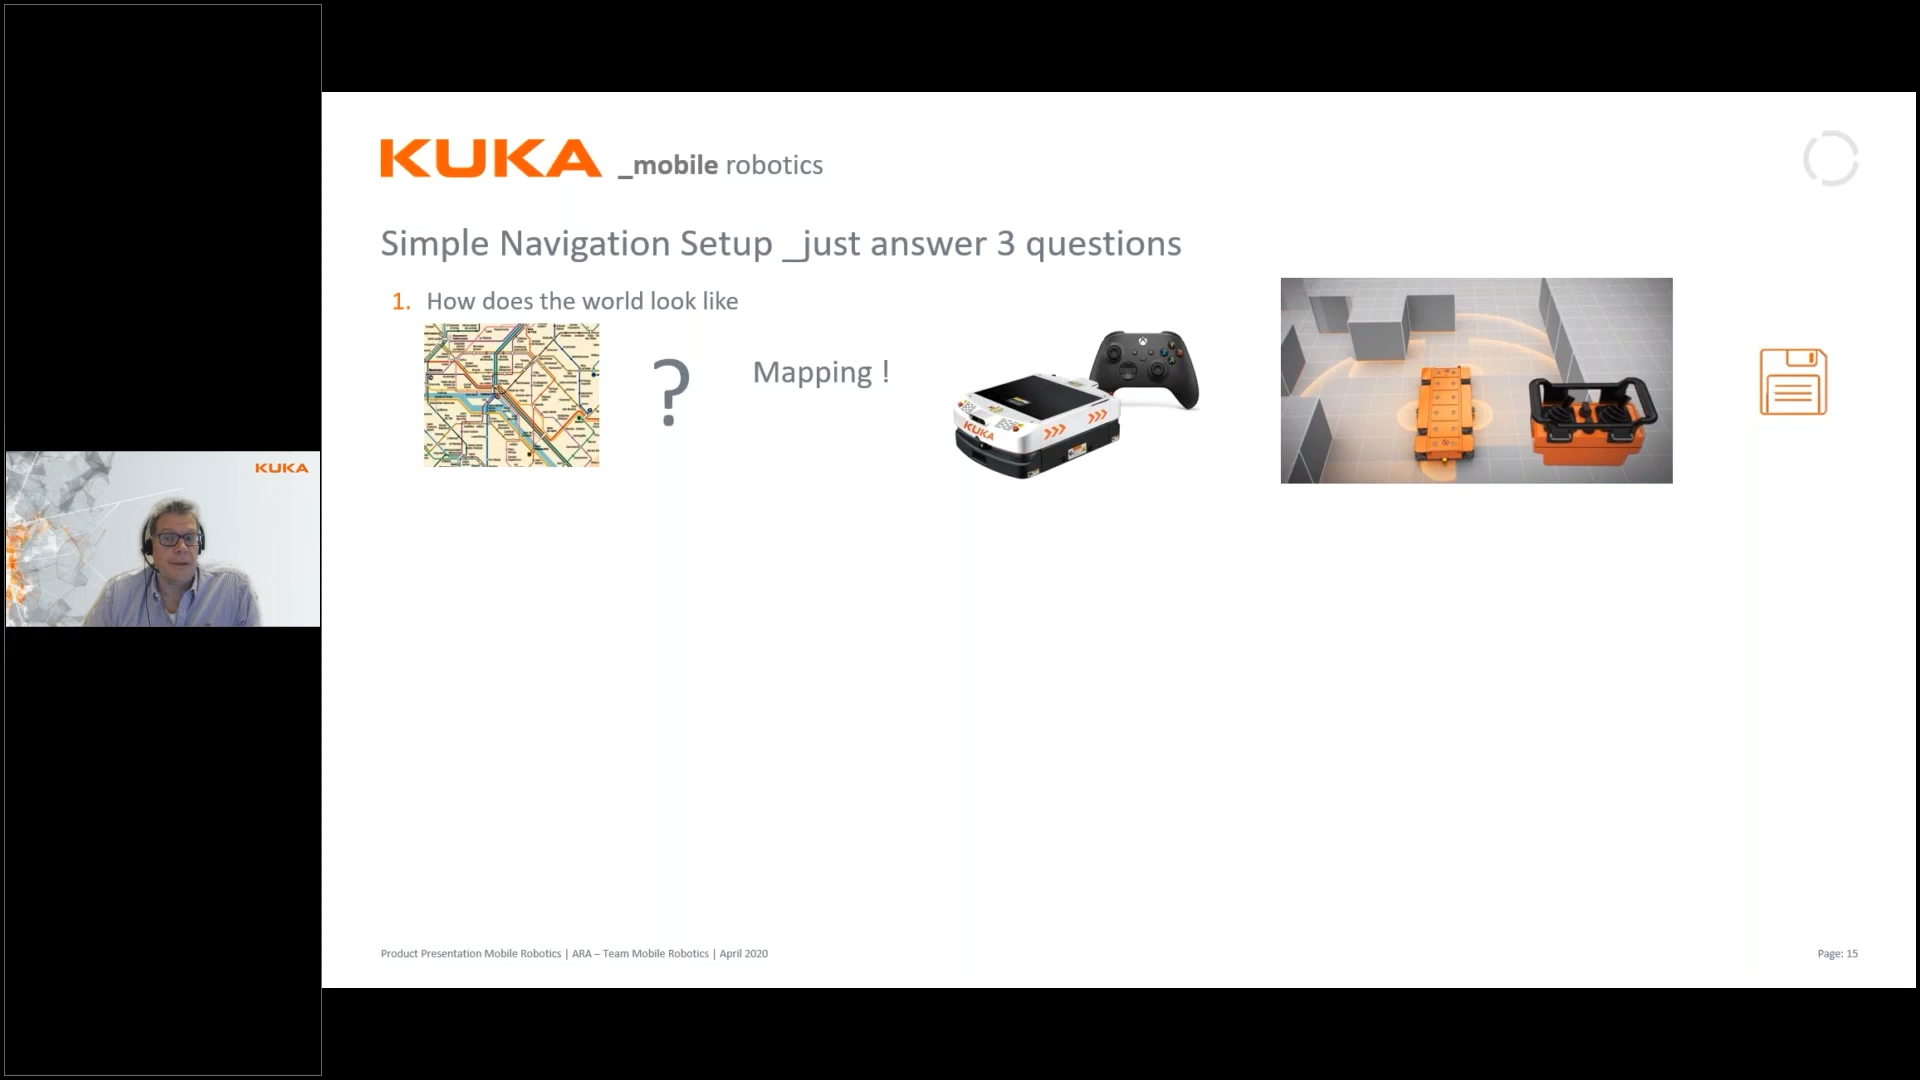 KUKA _mobile robotics
Simple Navigation Setup _just answer 3 questions
1. How does the world look like
?
Mapping !
KUKA
KUKA
Product Presentation Mobile Robotics | ARA – Team Mobile Robotics | April 2020
Page: 15